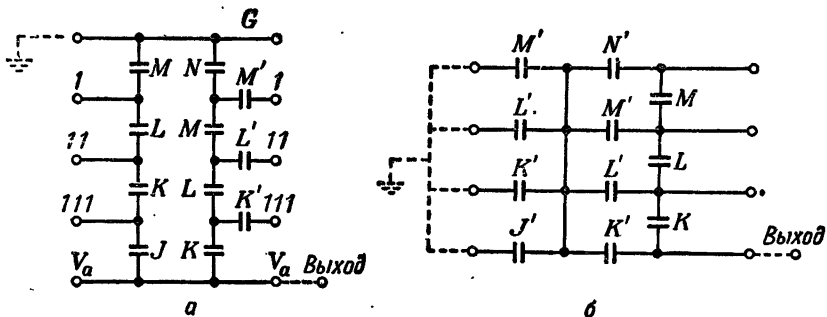 G
M N M'
1 1
L M L'
11 11
K L K'
111 111
J K
Va Va Выход
а
M' N'
M
L' M'
L
K' L'
K
J' K'
Выход
б